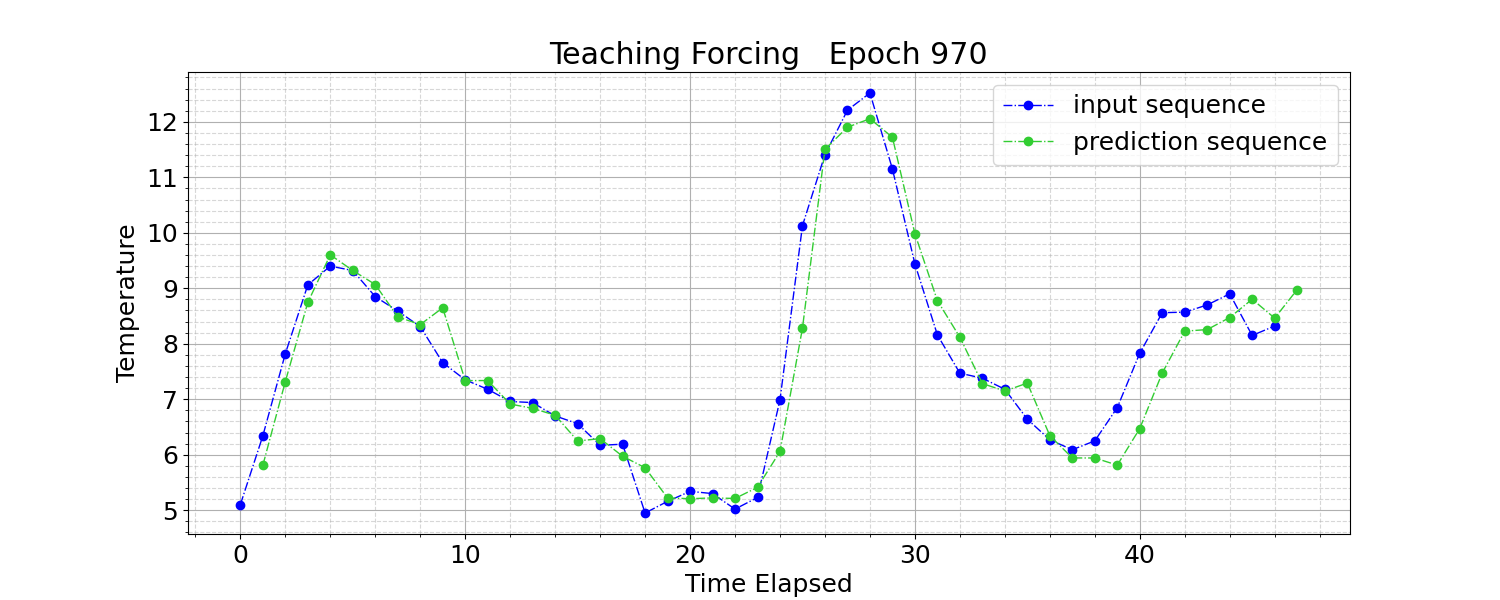 Teaching Forcing   Epoch 970
input sequence
prediction sequence
Temperature
12
11
10
9
8
7
6
5
0 10 20 30 40
Time Elapsed